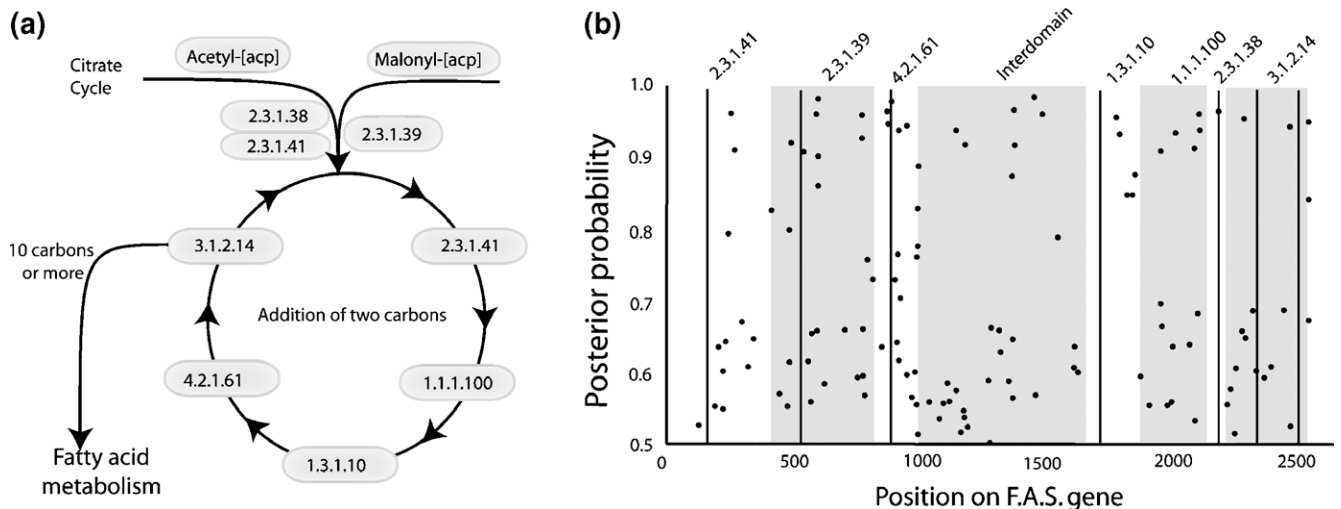 (a)
Acetyl-[acp]
Malonyl-[acp]
Citrate
Cycle
2.3.1.38
2.3.1.41
2.3.1.39
3.1.2.14
2.3.1.41
10 carbons
or more
Addition of two carbons
4.2.1.61
1.1.1.100
1.3.1.10
Fatty acid
metabolism
(b)
2.3.1.41
2.3.1.39
4.2.1.61
Interdomain
1.3.1.10
1.1.1.100
2.3.1.38
3.1.2.14
Posterior probability
1.0
0.9
0.8
0.7
0.6
0.5
0
500
1000
1500
2000
2500
Position on F.A.S. gene